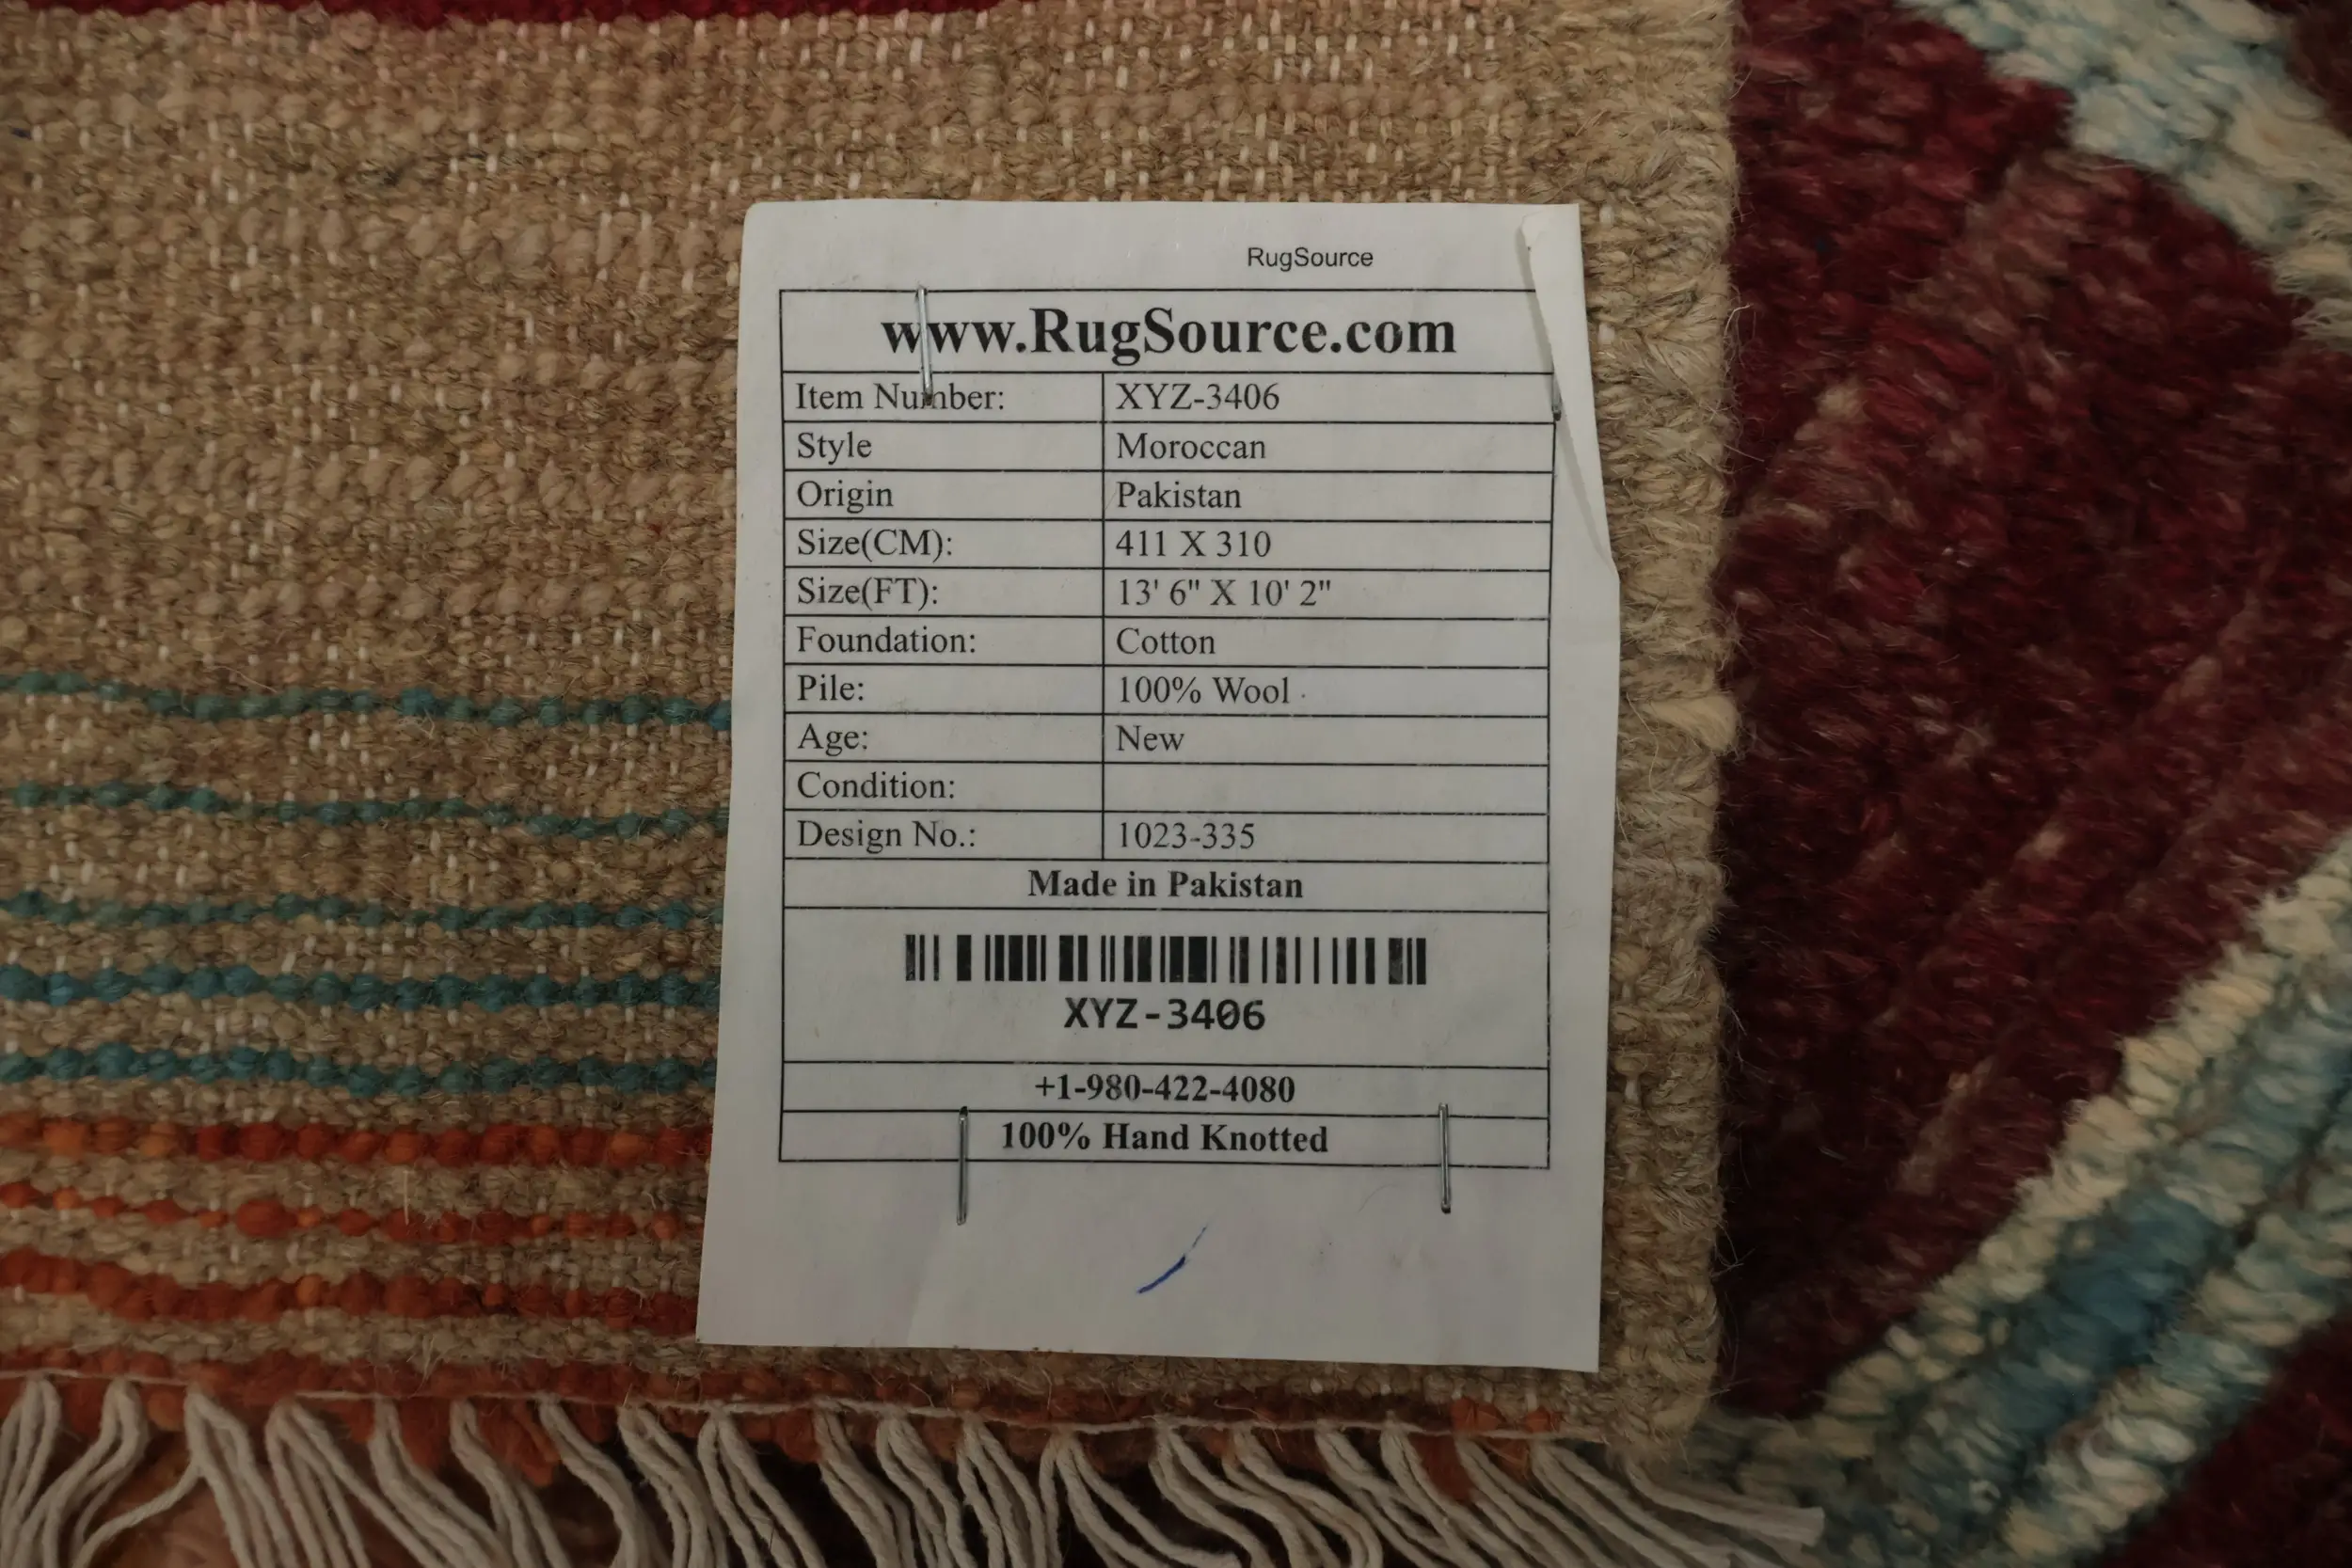 RugSource
www.RugSource.com
Item Number: XYZ-3406
Style Moroccan
Origin Pakistan
Size(CM): 411 X 310
Size(FT): 13' 6" X 10' 2"
Foundation: Cotton
Pile: 100% Wool
Age: New
Condition:
Design No.: 1023-335
Made in Pakistan
XYZ-3406
+1-980-422-4080
100% Hand Knotted